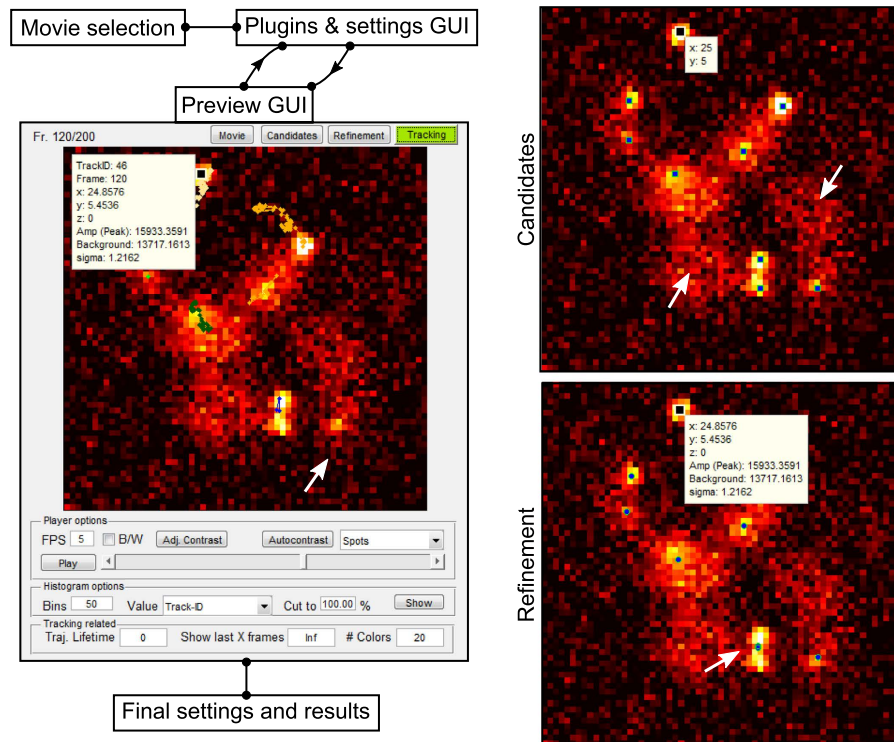 Movie selection
Plugins & settings GUI
Preview GUI
Fr. 120/200
Movie
Candidates
Refinement
Tracking
TrackID: 46
Frame: 120
x: 24.8576
y: 5.4536
z: 0
Amp (Peak): 15933.3591
Background: 13717.1613
sigma: 1.2162
Player options
FPS 5 B/W Adj. Contrast Autocontrast Spots
Play
Histogram options
Bins 50 Value Track-ID Cut to 100.00 % Show
Tracking related
Traj. Lifetime 0 Show last X frames Inf # Colors 20
Final settings and results
Candidates
x: 25
y: 5
Refinement
x: 24.8576
y: 5.4536
z: 0
Amp (Peak): 15933.3591
Background: 13717.1613
sigma: 1.2162